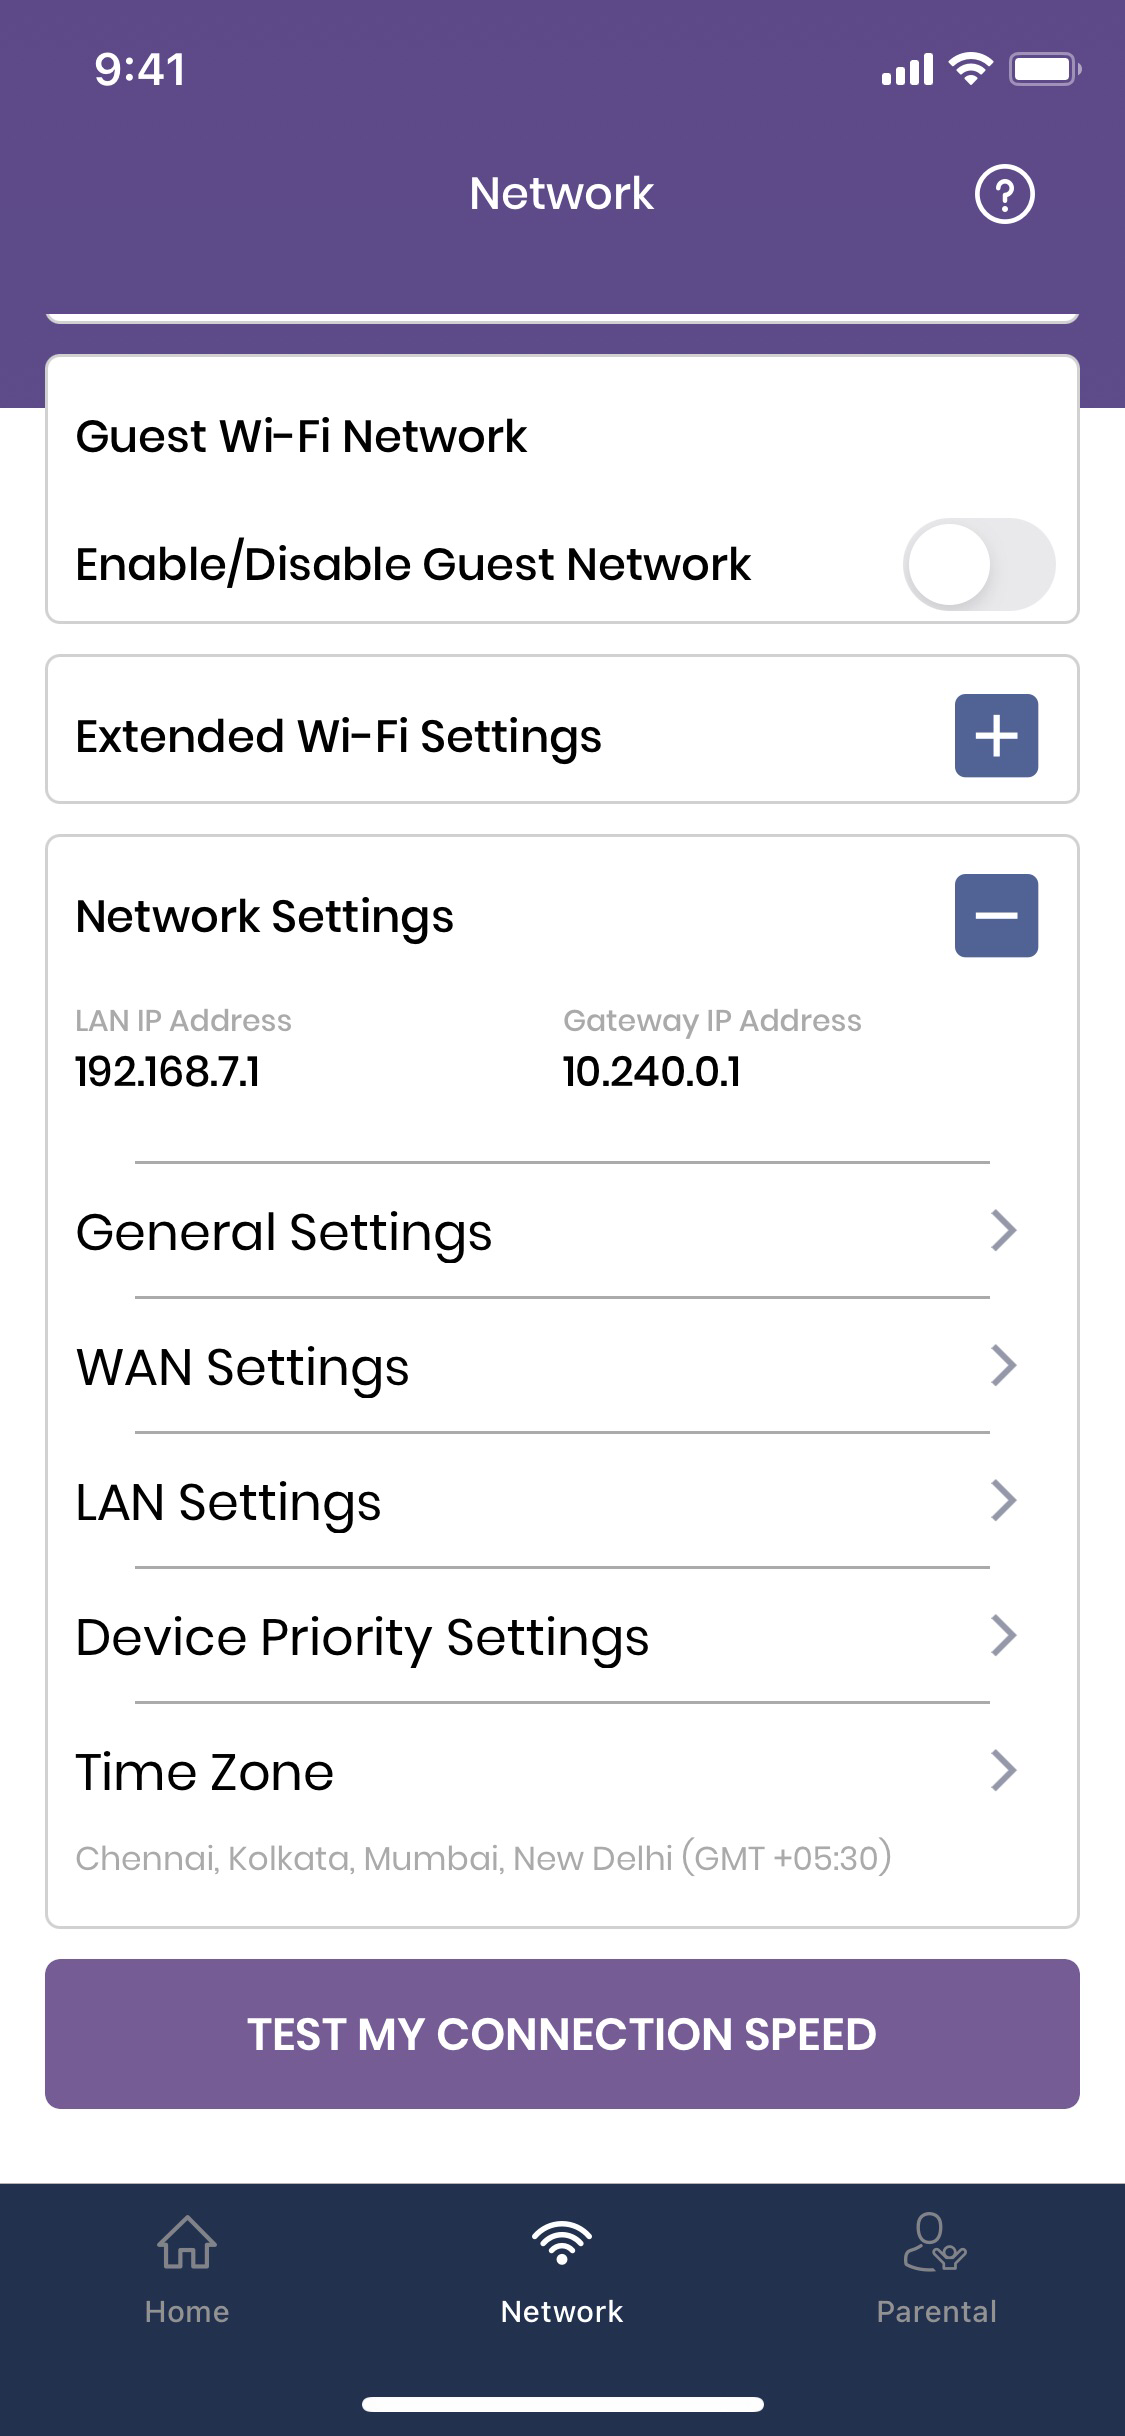 9:41
Network
Guest Wi-Fi Network
Enable/Disable Guest Network
Extended Wi-Fi Settings
Network Settings
LAN IP Address
Gateway IP Address
192.168.7.1
10.240.0.1
General Settings
WAN Settings
LAN Settings
Device Priority Settings
Time Zone
Chennai, Kolkata, Mumbai, New Delhi (GMT +05:30)
TEST MY CONNECTION SPEED
Home
Network
Parental